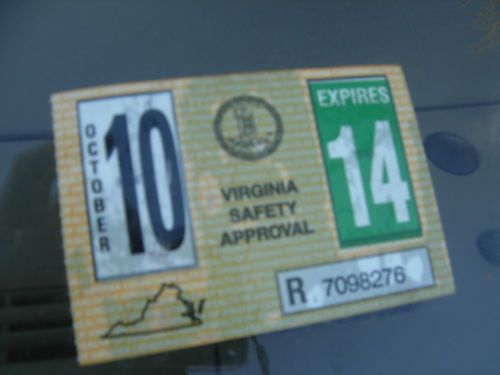 OCTOBER
10
VIRGINIA
SAFETY
APPROVAL
EXPIRES
14
R 7098276